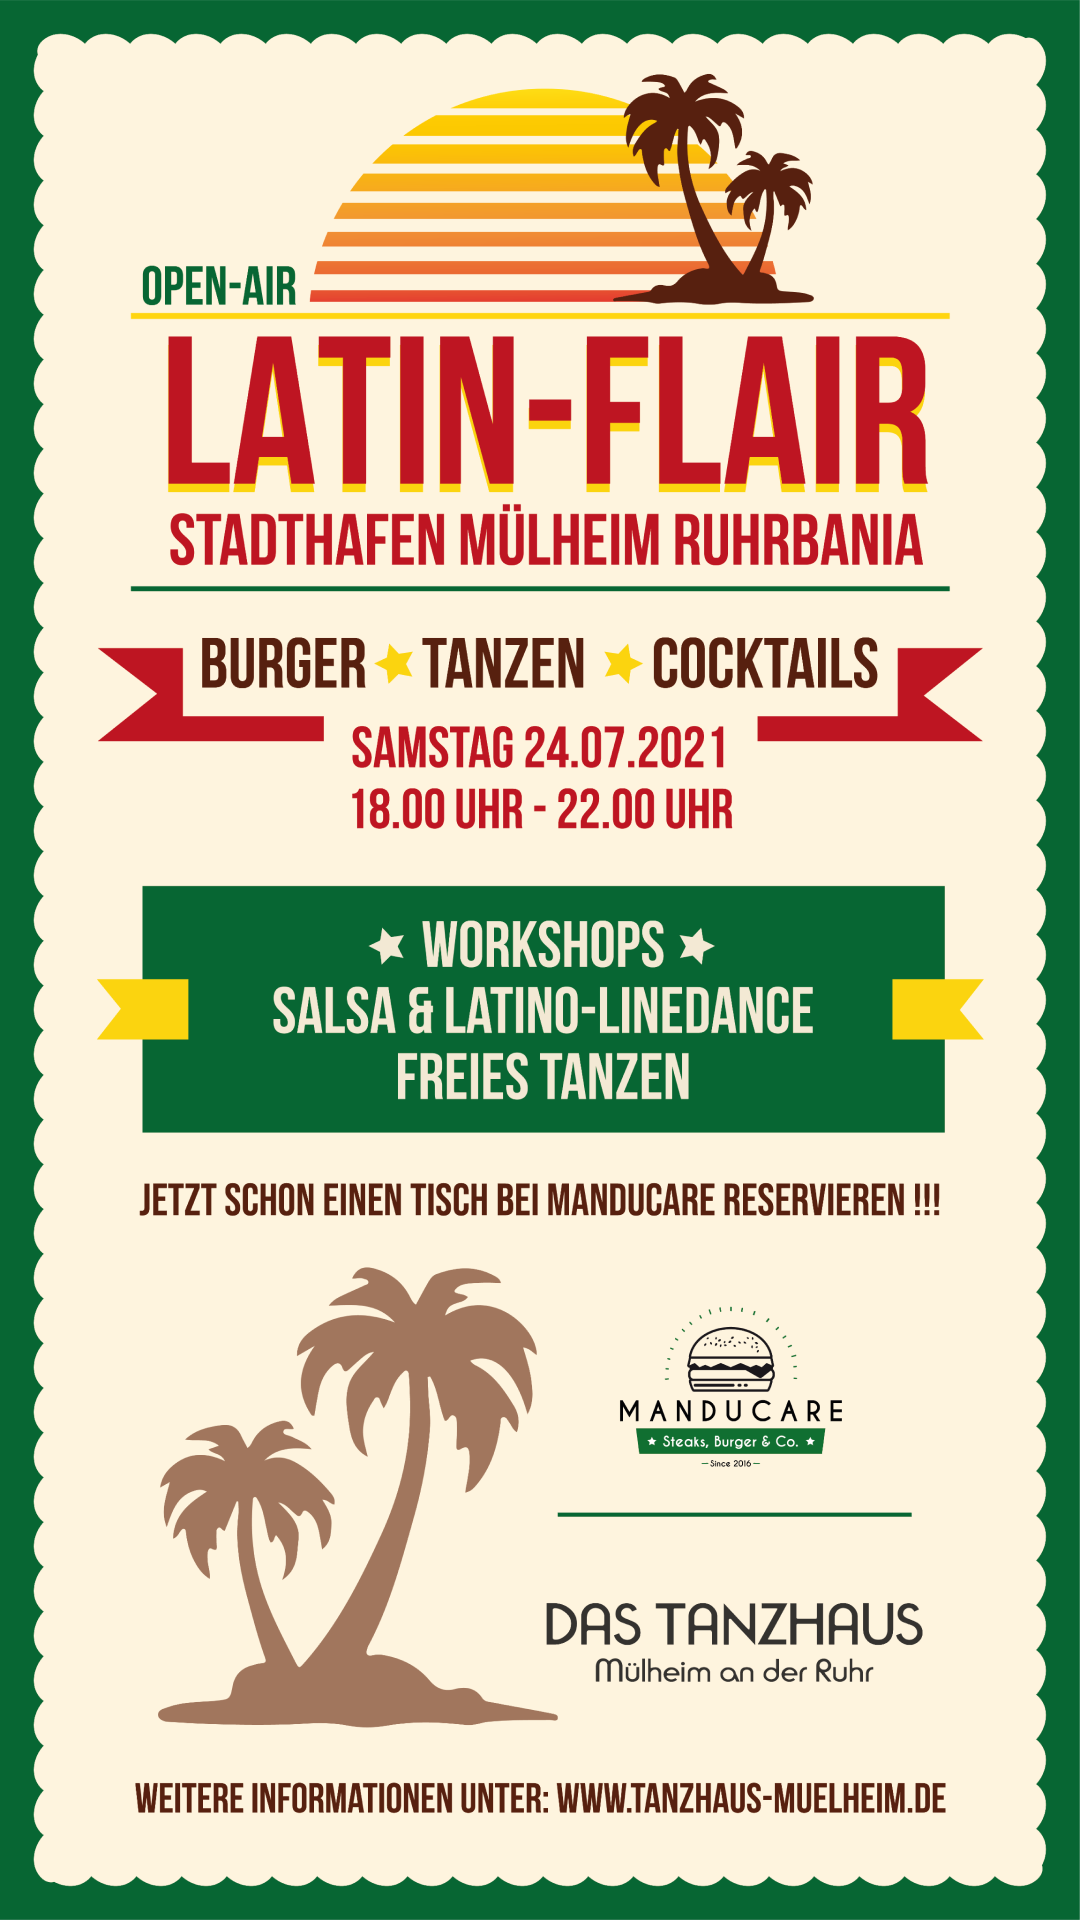 OPEN-AIR
LATIN-FLAIR
STADTHAFEN MÜLHEIM RUHRBANIA
BURGER ★ TANZEN ★ COCKTAILS
SAMSTAG 24.07.2021
18.00 UHR - 22.00 UHR
★ WORKSHOPS ★
SALSA & LATINO-LINEDANCE
FREIES TANZEN
JETZT SCHON EINEN TISCH BEI MANDUCARE RESERVIEREN !!!
MANDUCARE
★ Steaks, Burger & Co. ★
– Since 2016 –
DAS TANZHAUS
Mülheim an der Ruhr
WEITERE INFORMATIONEN UNTER: WWW.TANZHAUS-MUELHEIM.DE